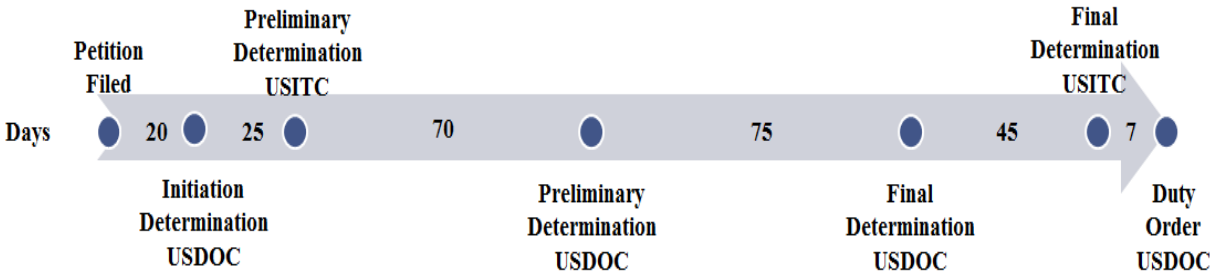 Petition
Filed
Preliminary
Determination
USITC
Final
Determination
USITC
Days
20
25
70
75
45
7
Initiation
Determination
USDOC
Preliminary
Determination
USDOC
Final
Determination
USDOC
Duty
Order
USDOC